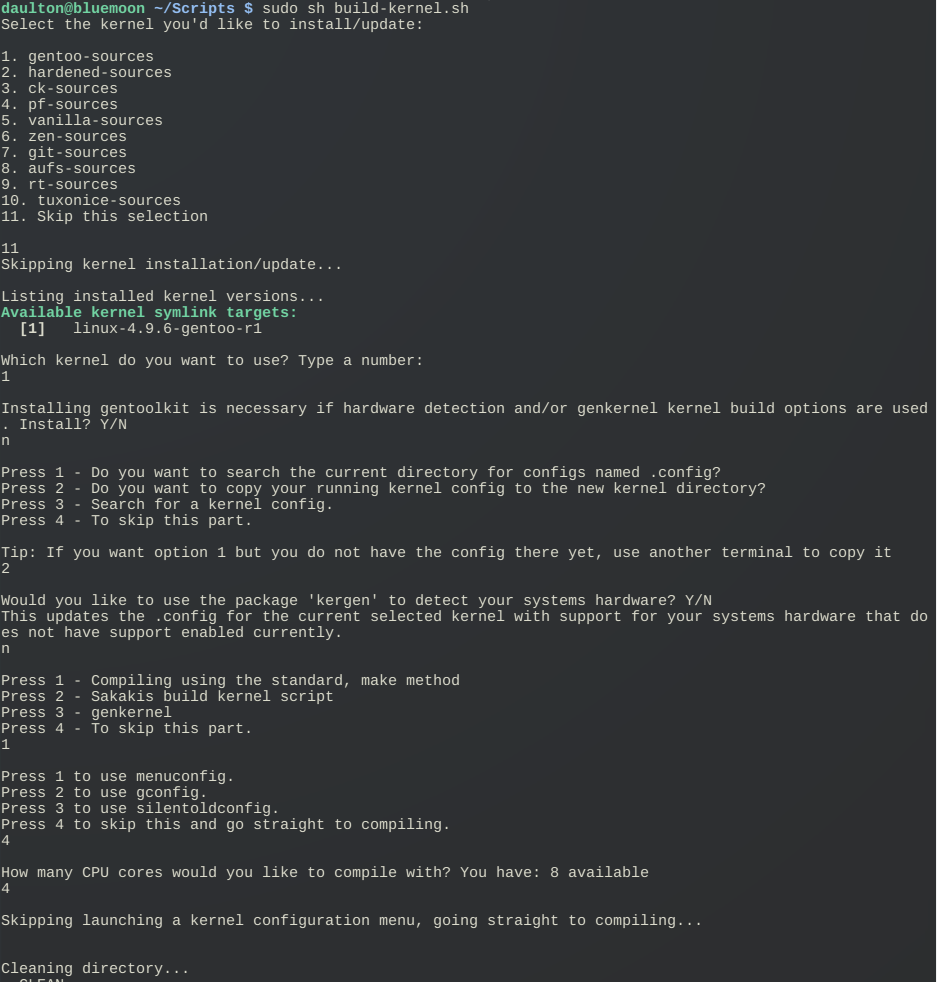 daulton@bluemoon ~/Scripts $ sudo sh build-kernel.sh
Select the kernel you'd like to install/update:
1. gentoo-sources
2. hardened-sources
3. ck-sources
4. pf-sources
5. vanilla-sources
6. zen-sources
7. git-sources
8. aufs-sources
9. rt-sources
10. tuxonice-sources
11. Skip this selection
11
Skipping kernel installation/update...
Listing installed kernel versions...
Available kernel symlink targets:
[1]   linux-4.9.6-gentoo-r1
Which kernel do you want to use? Type a number:
1
Installing gentoolkit is necessary if hardware detection and/or genkernel kernel build options are used
. Install? Y/N
n
Press 1 - Do you want to search the current directory for configs named .config?
Press 2 - Do you want to copy your running kernel config to the new kernel directory?
Press 3 - Search for a kernel config.
Press 4 - To skip this part.
Tip: If you want option 1 but you do not have the config there yet, use another terminal to copy it
2
Would you like to use the package 'kergen' to detect your systems hardware? Y/N
This updates the .config for the current selected kernel with support for your systems hardware that do
es not have support enabled currently.
n
Press 1 - Compiling using the standard, make method
Press 2 - Sakakis build kernel script
Press 3 - genkernel
Press 4 - To skip this part.
1
Press 1 to use menuconfig.
Press 2 to use gconfig.
Press 3 to use silentoldconfig.
Press 4 to skip this and go straight to compiling.
4
How many CPU cores would you like to compile with? You have: 8 available
4
Skipping launching a kernel configuration menu, going straight to compiling...
Cleaning directory...
CLEAN